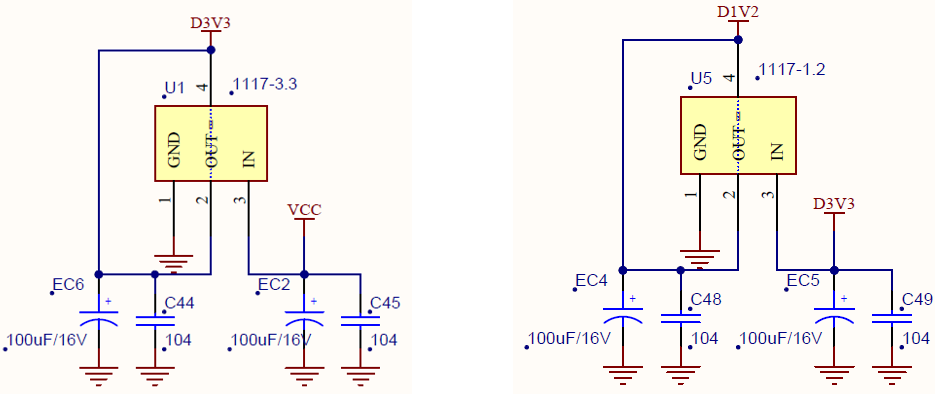 D3V3
U1
4
1117-3.3
GND
OUT
IN
1
2
3
VCC
EC6
+
C44
100uF/16V
104
EC2
+
C45
100uF/16V
104
D1V2
U5
4
1117-1.2
GND
OUT
IN
1
2
3
D3V3
EC4
+
C48
100uF/16V
104
EC5
+
C49
100uF/16V
104